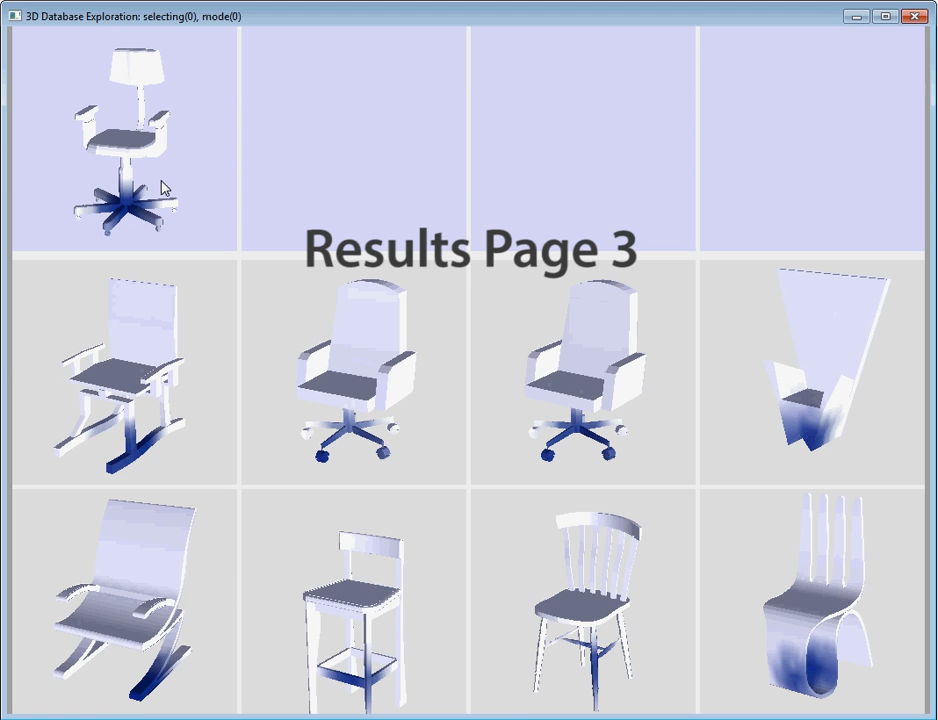 3D Database Exploration: selecting(0), mode(0)
Results Page 3